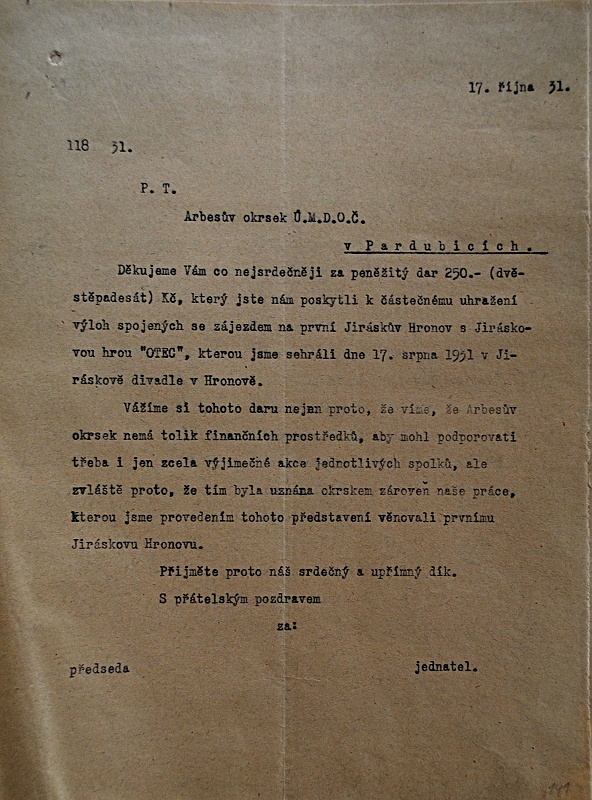 17. října 31.
118 31.
P. T.
Arbesův okrsek Ú.M.D.O.Č.
v Pardubicích.
Děkujeme Vám co nejsrdečněji za peněžitý dar 250.- (dvě-
stěpadesát) Kč, který jste nám poskytli k částečnému uhražení
výloh spojených se zájezdem na první Jiráskův Hronov s Jirásko-
vou hrou "OTEC", kterou jsme sehráli dne 17. srpna 1931 v Ji-
ráskově divadle v Hronově.
Vážíme si tohoto daru nejen proto, že víme, že Arbesův
okrsek nemá tolik finančních prostředků, aby mohl podporovati
třeba i jen zcela výjimečné akce jednotlivých spolků, ale
zvláště proto, že tím byla uznána okrskem zároveň naše práce,
kterou jsme provedením tohoto představení věnovali prvnímu
Jiráskovu Hronovu.
Přijměte proto náš srdečný a upřímný dík.
S přátelským pozdravem
za:
předseda jednatel.
141